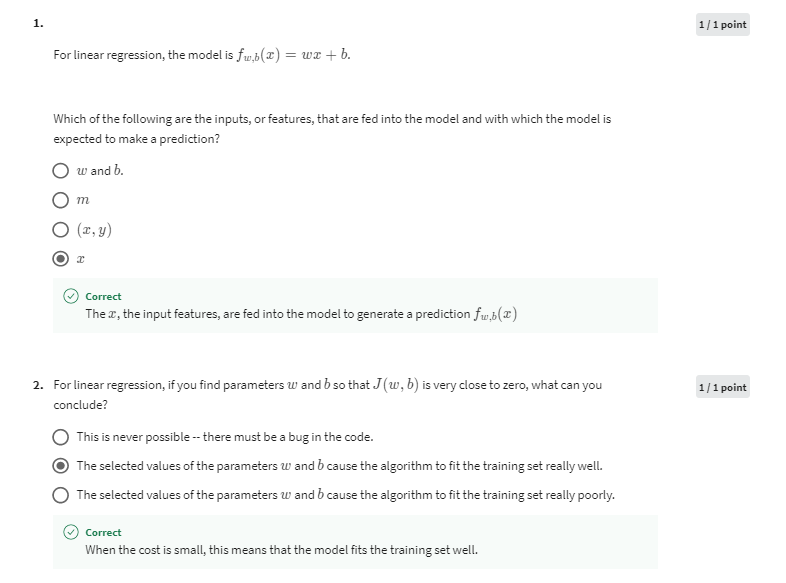 1.
1 / 1 point
For linear regression, the model is f_{w,b}(x) = wx + b.
Which of the following are the inputs, or features, that are fed into the model and with which the model is
expected to make a prediction?
w and b.
m
(x, y)
x
Correct
The x, the input features, are fed into the model to generate a prediction f_{w,b}(x)
2. For linear regression, if you find parameters w and b so that J(w, b) is very close to zero, what can you
1 / 1 point
conclude?
This is never possible -- there must be a bug in the code.
The selected values of the parameters w and b cause the algorithm to fit the training set really well.
The selected values of the parameters w and b cause the algorithm to fit the training set really poorly.
Correct
When the cost is small, this means that the model fits the training set well.